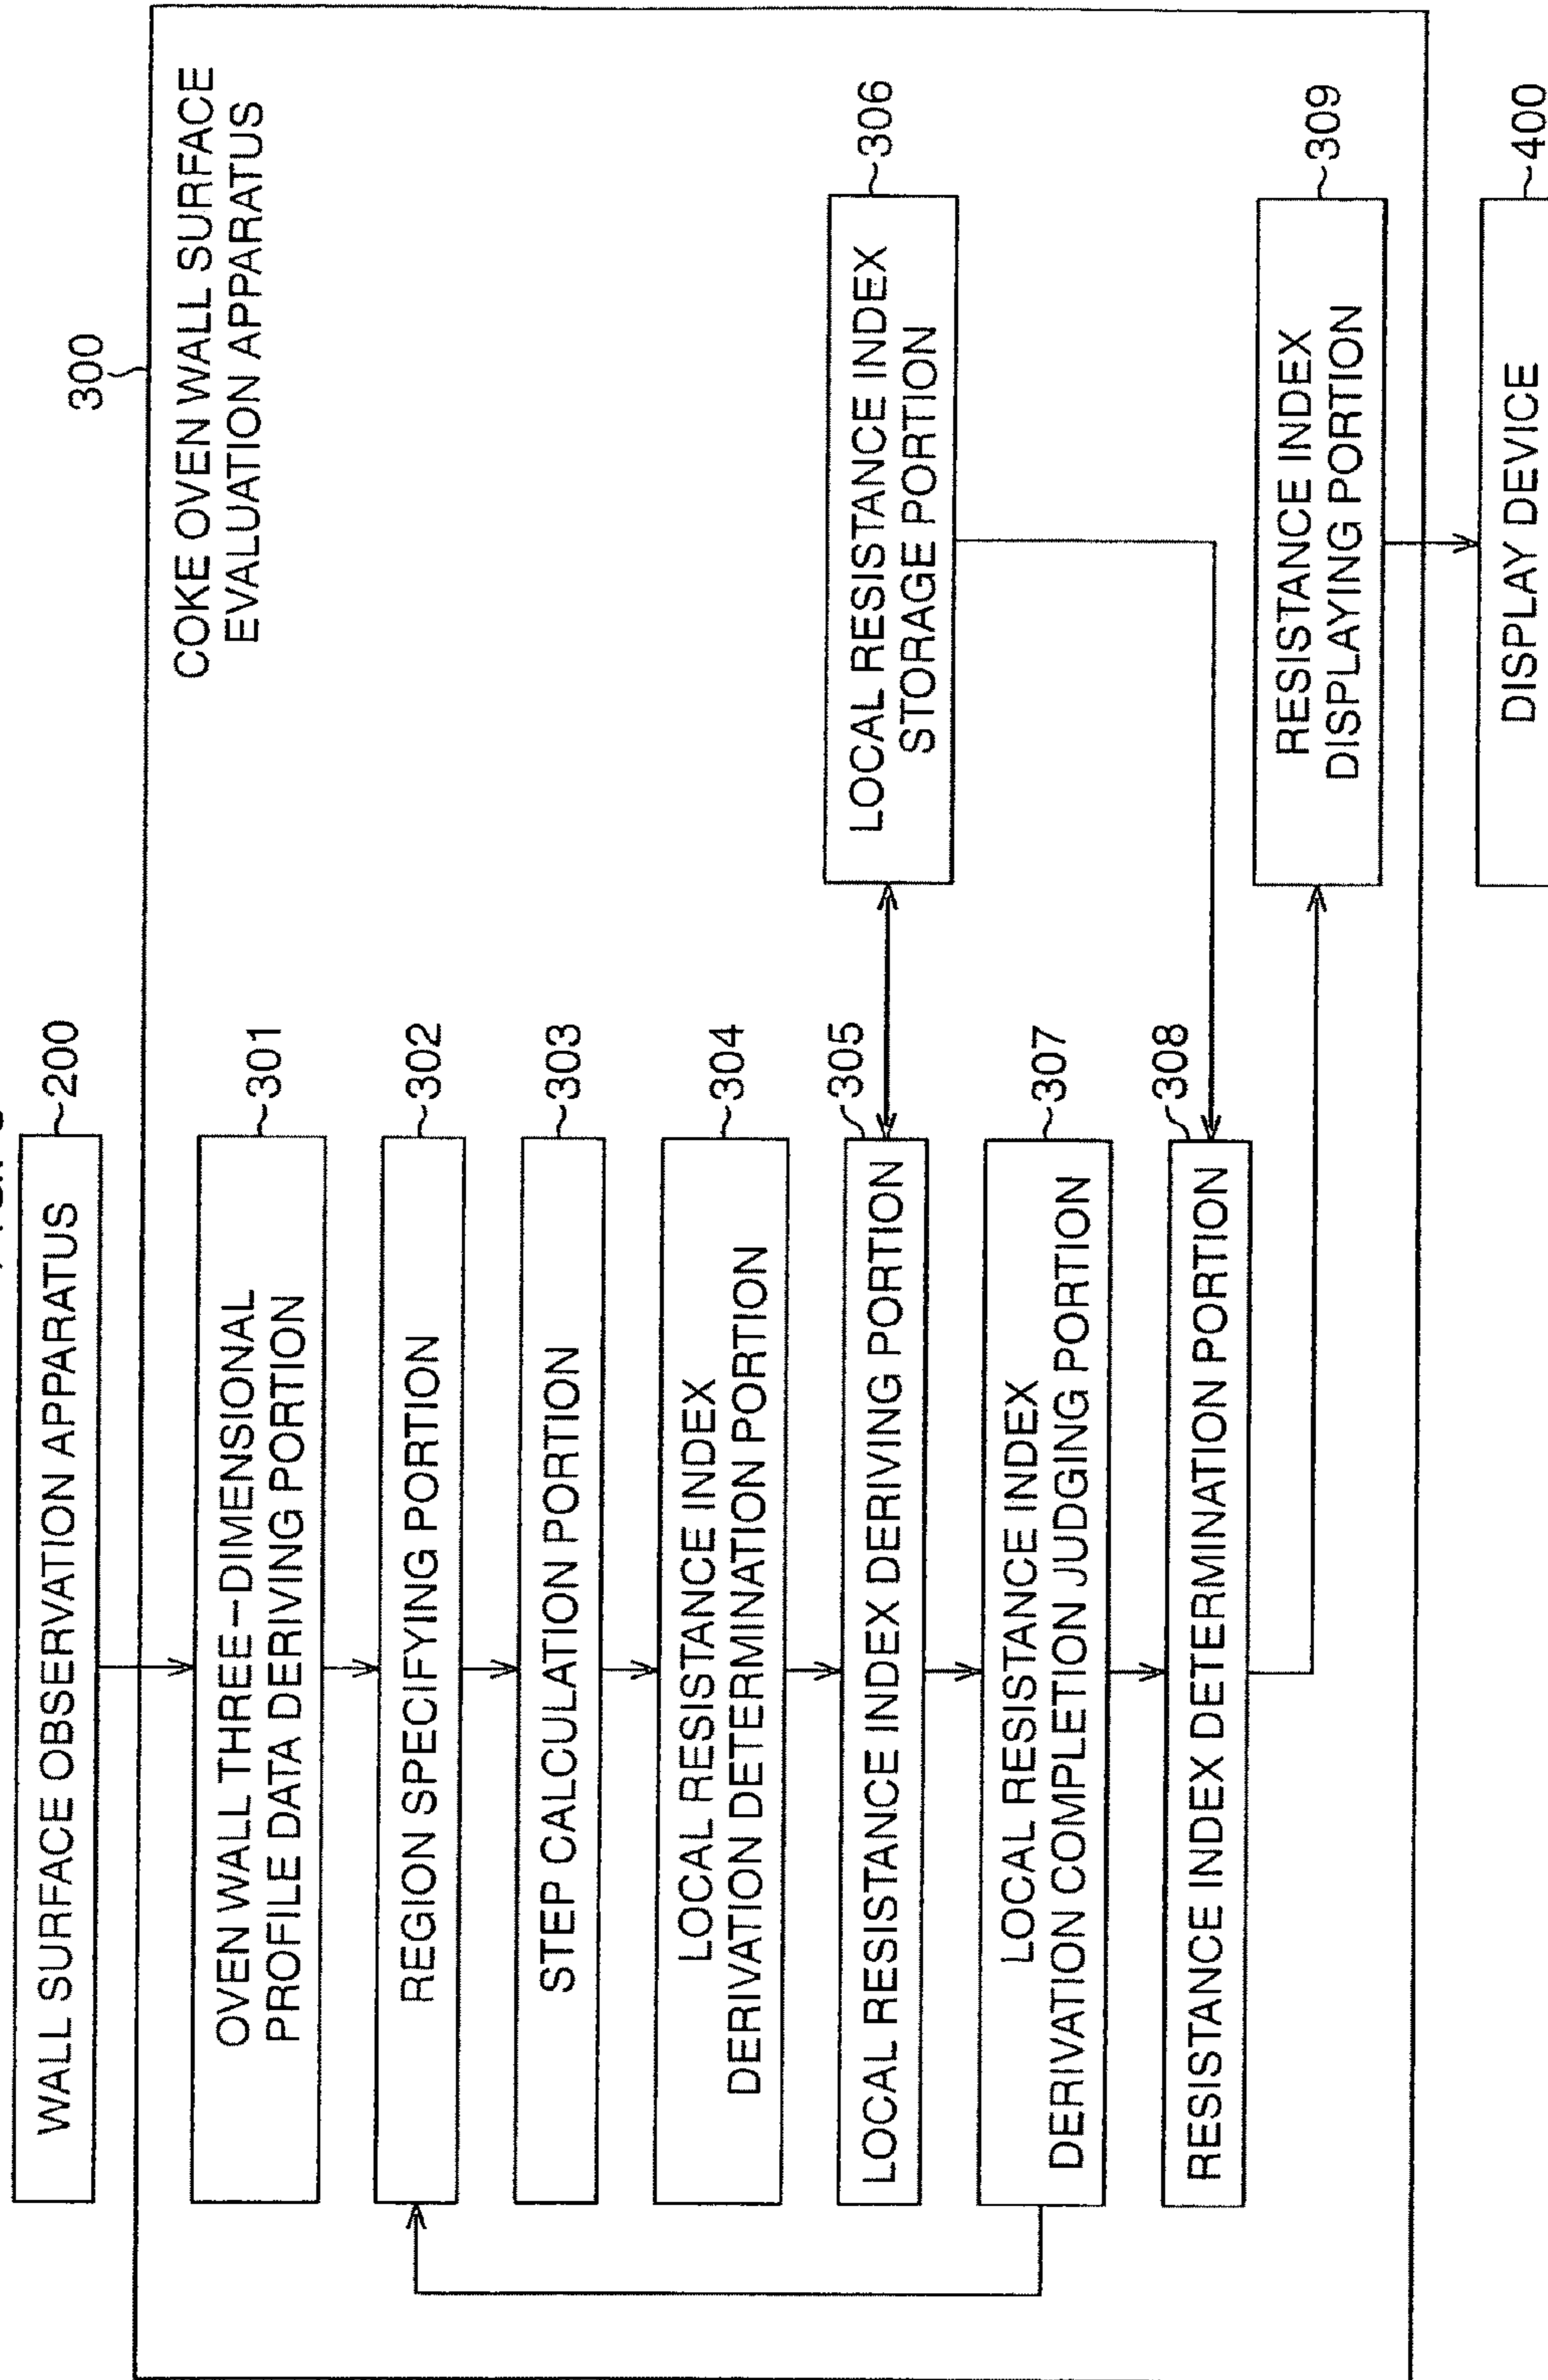 200
WALL SURFACE OBSERVATION APPARATUS
300
COKE OVEN WALL SURFACE
EVALUATION APPARATUS
301
OVEN WALL THREE-DIMENSIONAL
PROFILE DATA DERIVING PORTION
302
REGION SPECIFYING PORTION
303
STEP CALCULATION PORTION
304
LOCAL RESISTANCE INDEX
DERIVATION DETERMINATION PORTION
305
LOCAL RESISTANCE INDEX DERIVING PORTION
306
LOCAL RESISTANCE INDEX
STORAGE PORTION
307
LOCAL RESISTANCE INDEX
DERIVATION COMPLETION JUDGING PORTION
308
RESISTANCE INDEX DETERMINATION PORTION
309
RESISTANCE INDEX
DISPLAYING PORTION
400
DISPLAY DEVICE